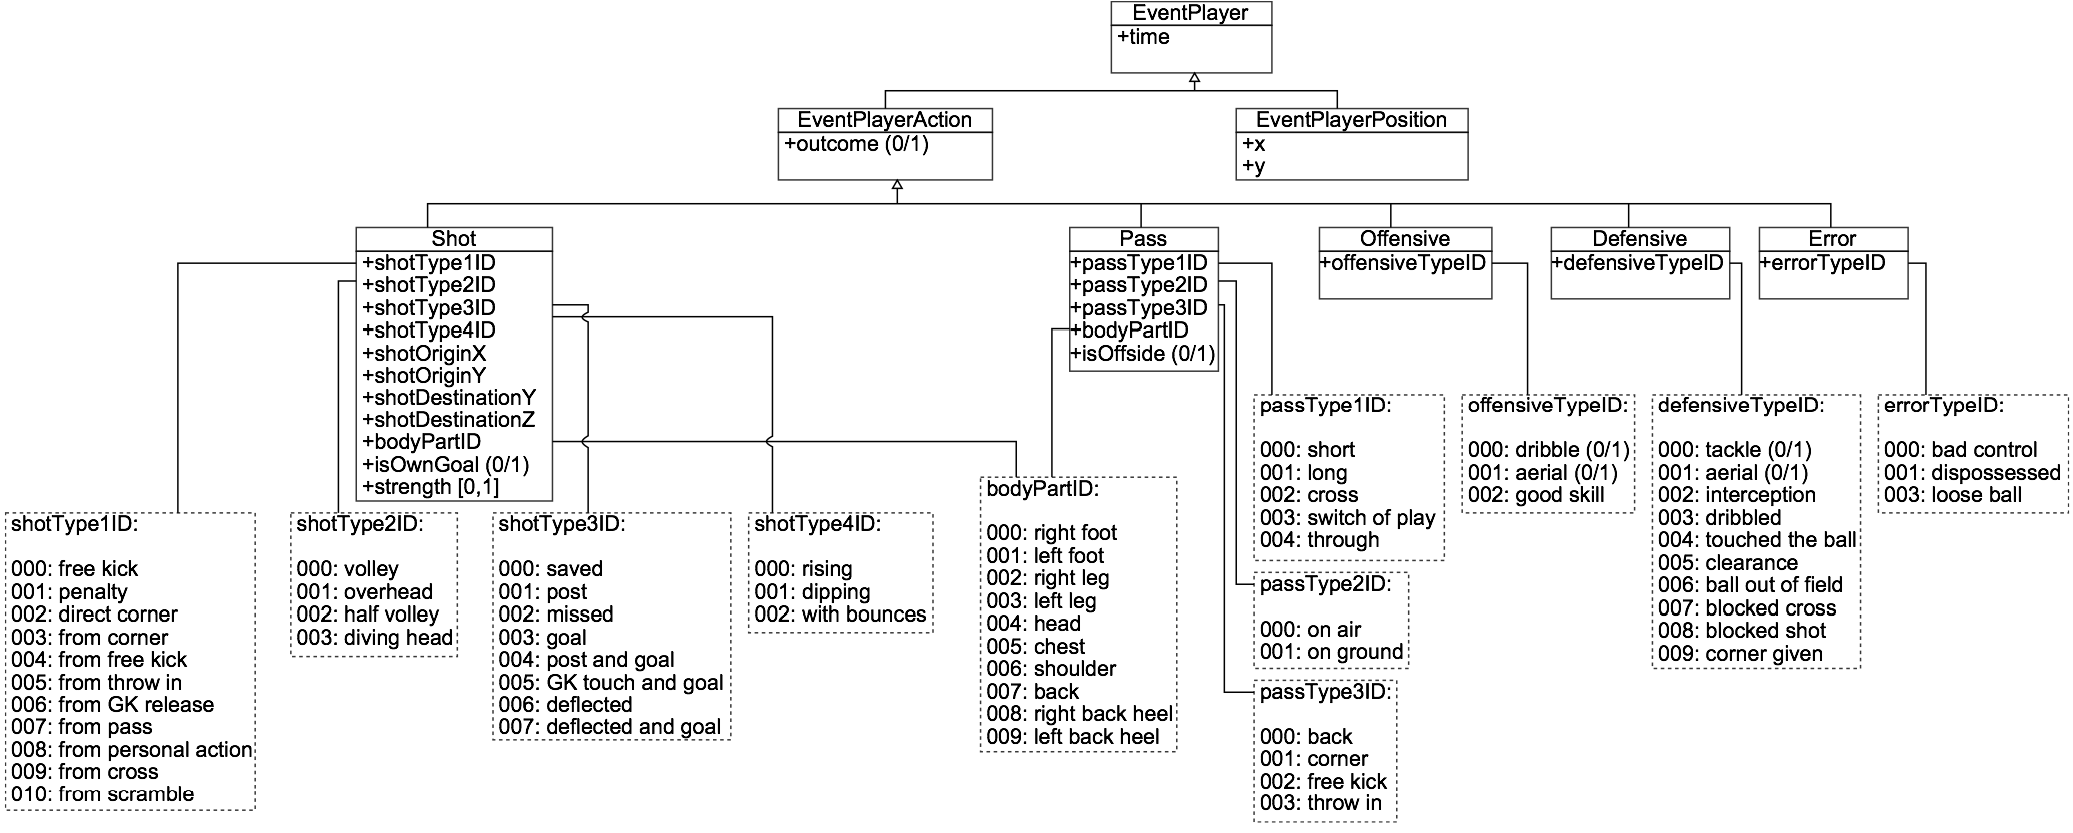 EventPlayer
+time
EventPlayerAction
+outcome (0/1)
EventPlayerPosition
+x
+y
Shot
+shotType1ID
+shotType2ID
+shotType3ID
+shotType4ID
+shotOriginX
+shotOriginY
+shotDestinationY
+shotDestinationZ
+bodyPartID
+isOwnGoal (0/1)
+strength [0,1]
Pass
+passType1ID
+passType2ID
+passType3ID
+bodyPartID
+isOffside (0/1)
Offensive
+offensiveTypeID
Defensive
+defensiveTypeID
Error
+errorTypeID
shotType1ID:
000: free kick
001: penalty
002: direct corner
003: from corner
004: from free kick
005: from throw in
006: from GK release
007: from pass
008: from personal action
009: from cross
010: from scramble
shotType2ID:
000: volley
001: overhead
002: half volley
003: diving head
shotType3ID:
000: saved
001: post
002: missed
003: goal
004: post and goal
005: GK touch and goal
006: deflected
007: deflected and goal
shotType4ID:
000: rising
001: dipping
002: with bounces
bodyPartID:
000: right foot
001: left foot
002: right leg
003: left leg
004: head
005: chest
006: shoulder
007: back
008: right back heel
009: left back heel
passType1ID:
000: short
001: long
002: cross
003: switch of play
004: through
passType2ID:
000: on air
001: on ground
passType3ID:
000: back
001: corner
002: free kick
003: throw in
offensiveTypeID:
000: dribble (0/1)
001: aerial (0/1)
002: good skill
defensiveTypeID:
000: tackle (0/1)
001: aerial (0/1)
002: interception
003: dribbled
004: touched the ball
005: clearance
006: ball out of field
007: blocked cross
008: blocked shot
009: corner given
errorTypeID:
000: bad control
001: dispossessed
003: loose ball